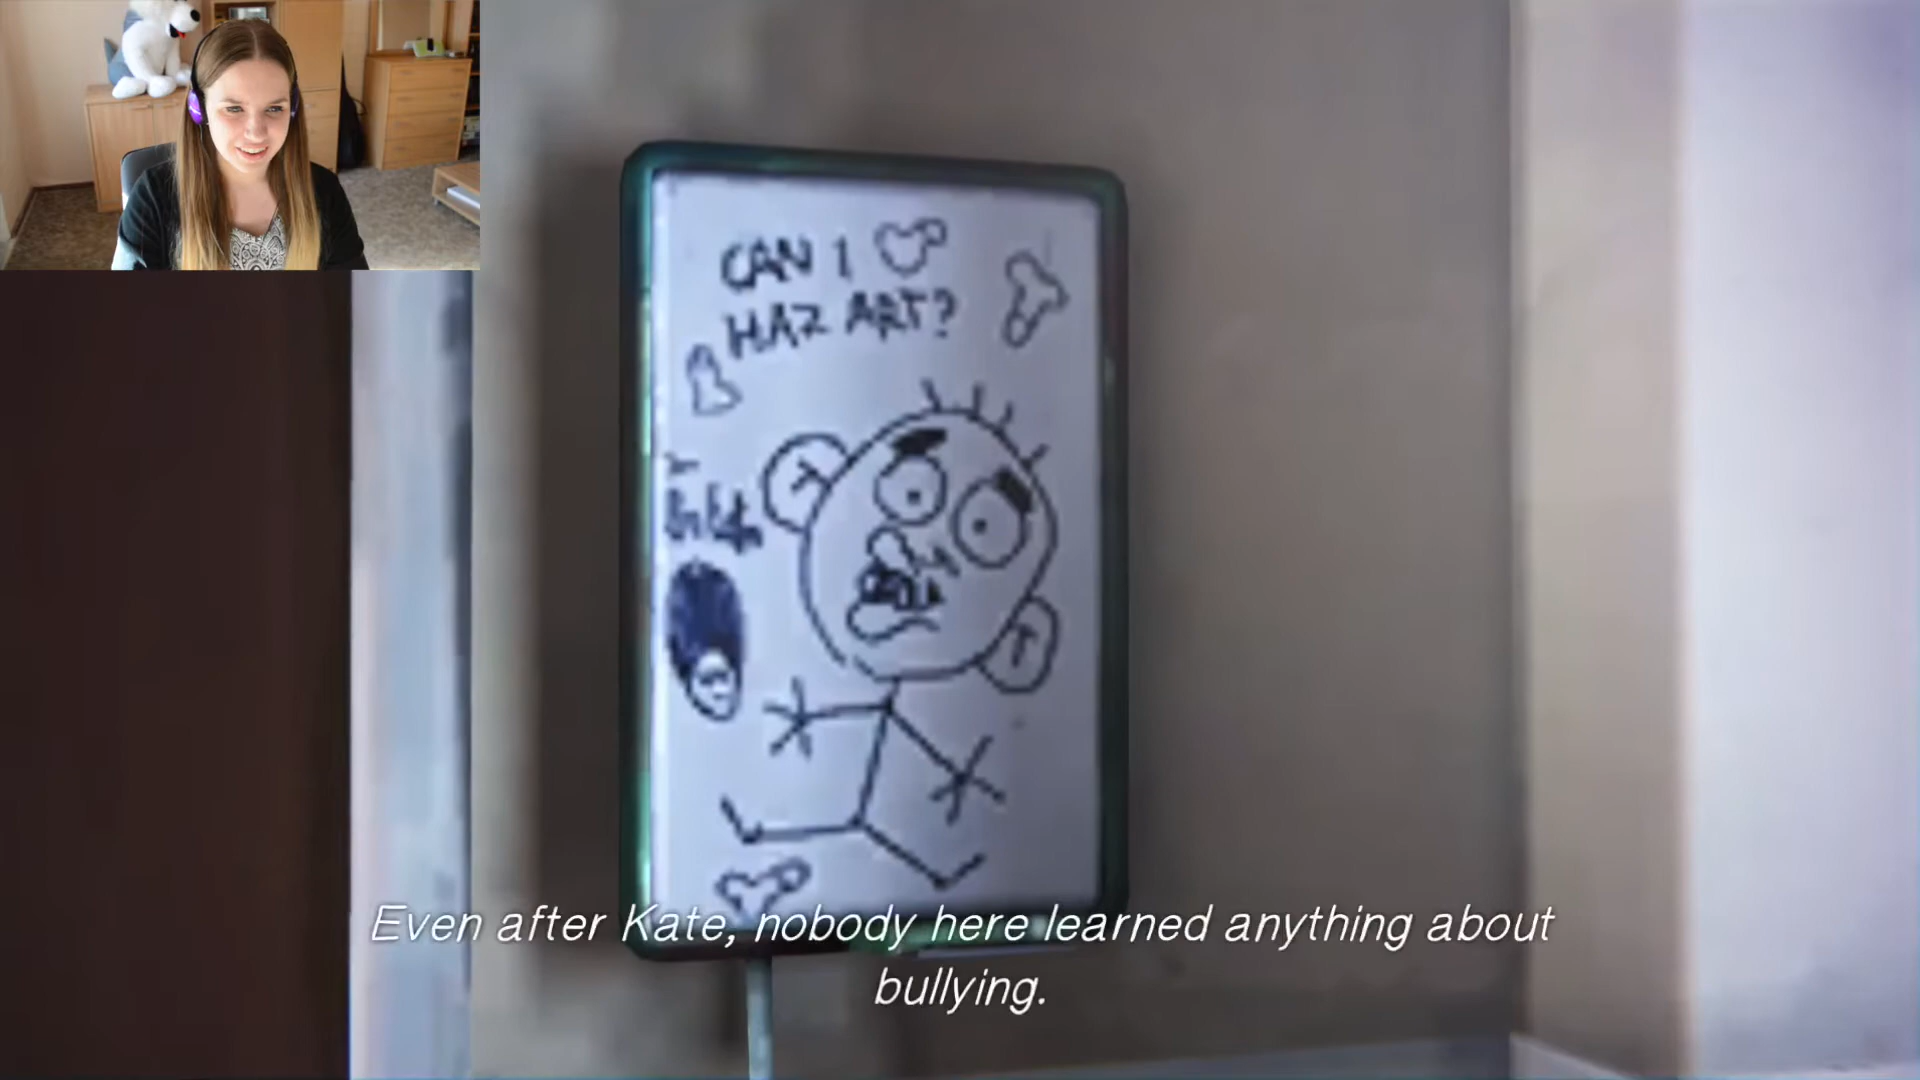 CAN I
HAZ ART?
Even after Kate, nobody here learned anything about
bullying.